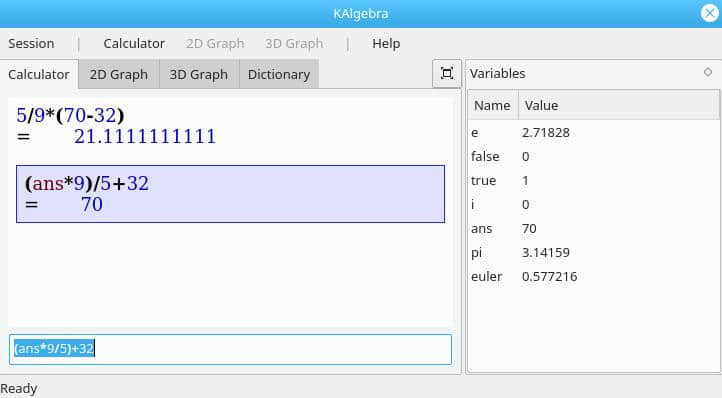 KAlgebra
Session | Calculator 2D Graph 3D Graph | Help
Calculator 2D Graph 3D Graph Dictionary
5/9*(70-32)
= 21.1111111111
(ans*9)/5+32
= 70
(ans*9/5)+32
Variables
Name Value
e 2.71828
false 0
true 1
i 0
ans 70
pi 3.14159
euler 0.577216
Ready